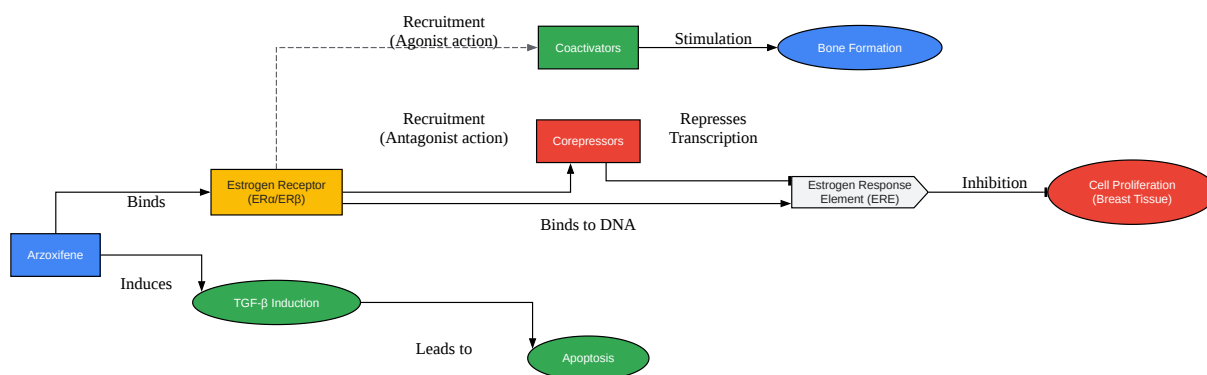 Recruitment
(Agonist action)
Coactivators
Stimulation
Bone Formation
Recruitment
(Antagonist action)
Corepressors
Represses
Transcription
Estrogen Receptor
(ERα/ERβ)
Binds
Estrogen Response
Element (ERE)
Inhibition
Cell Proliferation
(Breast Tissue)
Binds to DNA
Arzoxifene
Induces
TGF-β Induction
Leads to
Apoptosis